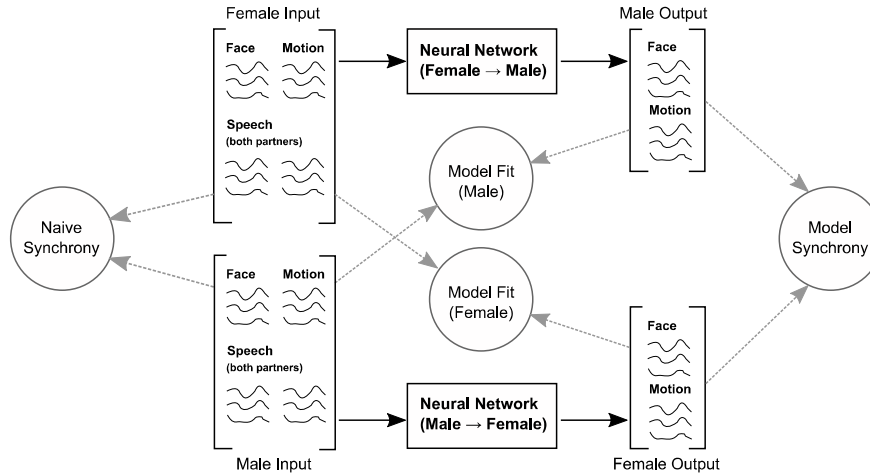 Female Input
Face Motion
Speech
(both partners)
Neural Network
(Female → Male)
Male Output
Face
Motion
Naive
Synchrony
Model Fit
(Male)
Model Fit
(Female)
Model
Synchrony
Face Motion
Speech
(both partners)
Male Input
Neural Network
(Male → Female)
Face
Motion
Female Output